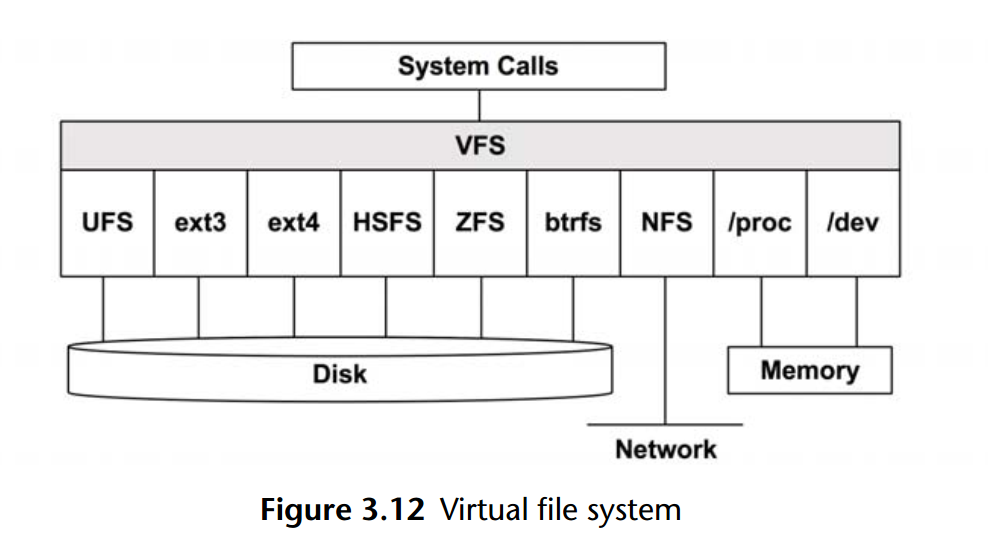 System Calls
VFS
UFS ext3 ext4 HSFS ZFS btrfs NFS /proc /dev
Disk
Memory
Network
Figure 3.12 Virtual file system